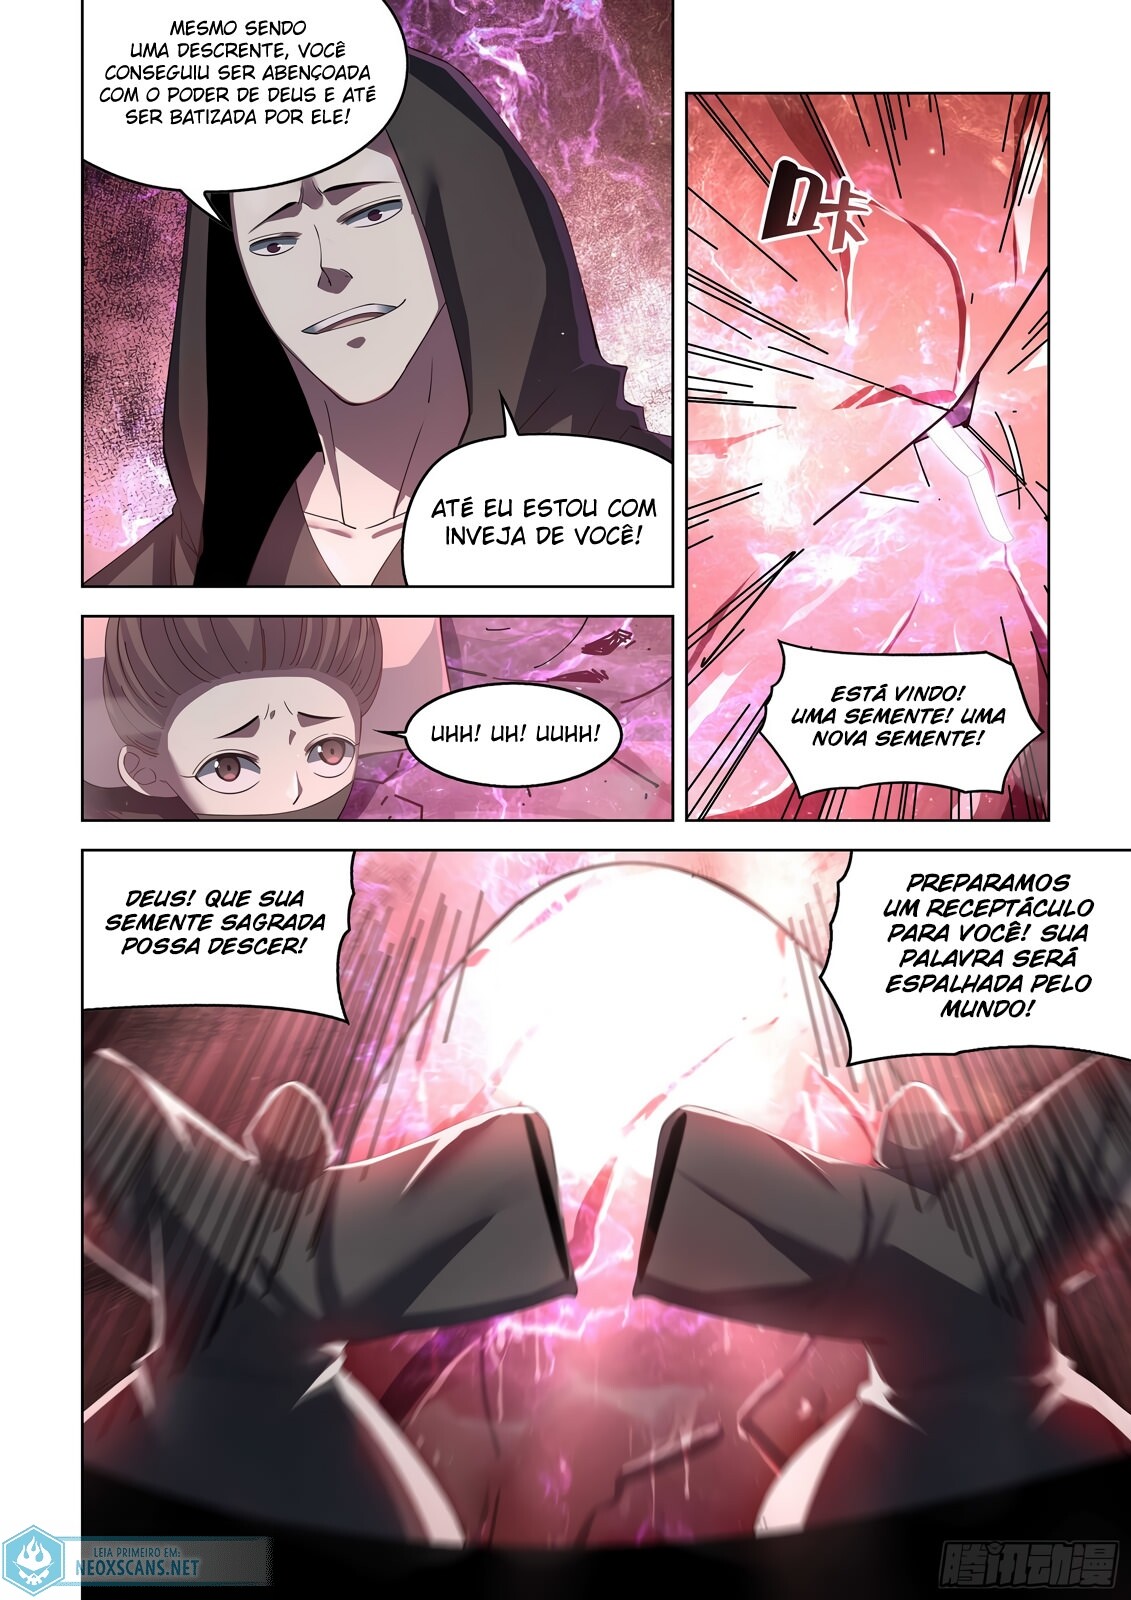 MESMO SENDO
UMA DESCRENTE, VOCÊ
CONSEGUIU SER ABENÇOADA
COM O PODER DE DEUS E ATÉ
SER BATIZADA POR ELE!
ATÉ EU ESTOU COM
INVEJA DE VOCÊ!
咔
UHH! UH! UUHH!
ESTÁ VINDO!
UMA SEMENTE! UMA
NOVA SEMENTE!
DEUS! QUE SUA
SEMENTE SAGRADA
POSSA DESCER!
PREPARAMOS
UM RECEPTÁCULO
PARA VOCÊ! SUA
PALAVRA SERÁ
ESPALHADA PELO
MUNDO!
LEIA PRIMEIRO EM:
NEOXSCANS.NET
腾讯动漫